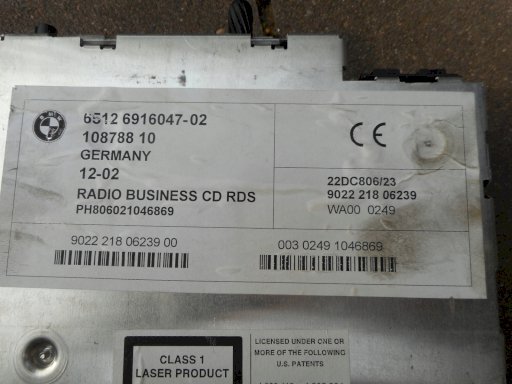 6512 6916047-02
108788 10
GERMANY
12-02
RADIO BUSINESS CD RDS
PH806021046869
CE
22DC806/23
9022 218 06239
WA00 0249
9022 218 06239 00
003 0249 1046869
CLASS 1
LASER PRODUCT
LICENSED UNDER ONE OR
MORE OF THE FOLLOWING
U.S. PATENTS